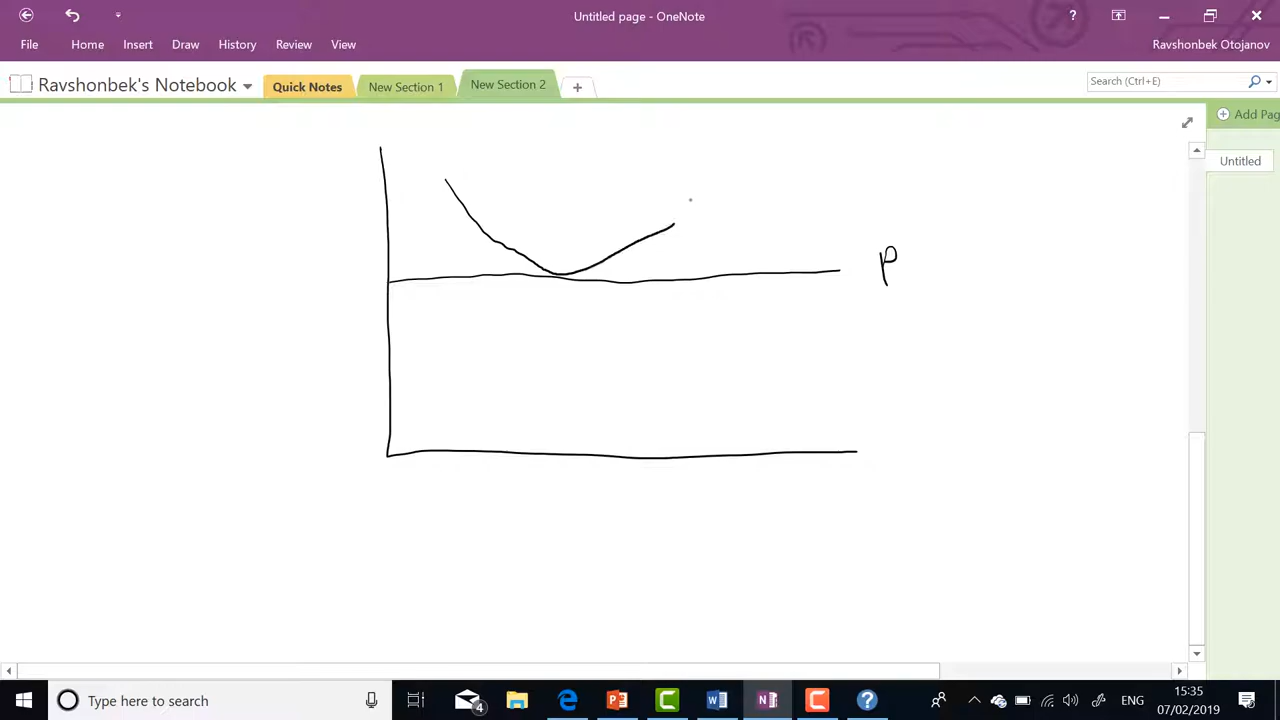 Untitled page - OneNote
?
File Home Insert Draw History Review View
Ravshonbek Otojanov
Ravshonbek's Notebook
Quick Notes
New Section 1
New Section 2
+
Search (Ctrl+E)
Add Pag
Untitled
P
Type here to search
4
ENG
15:35
07/02/2019